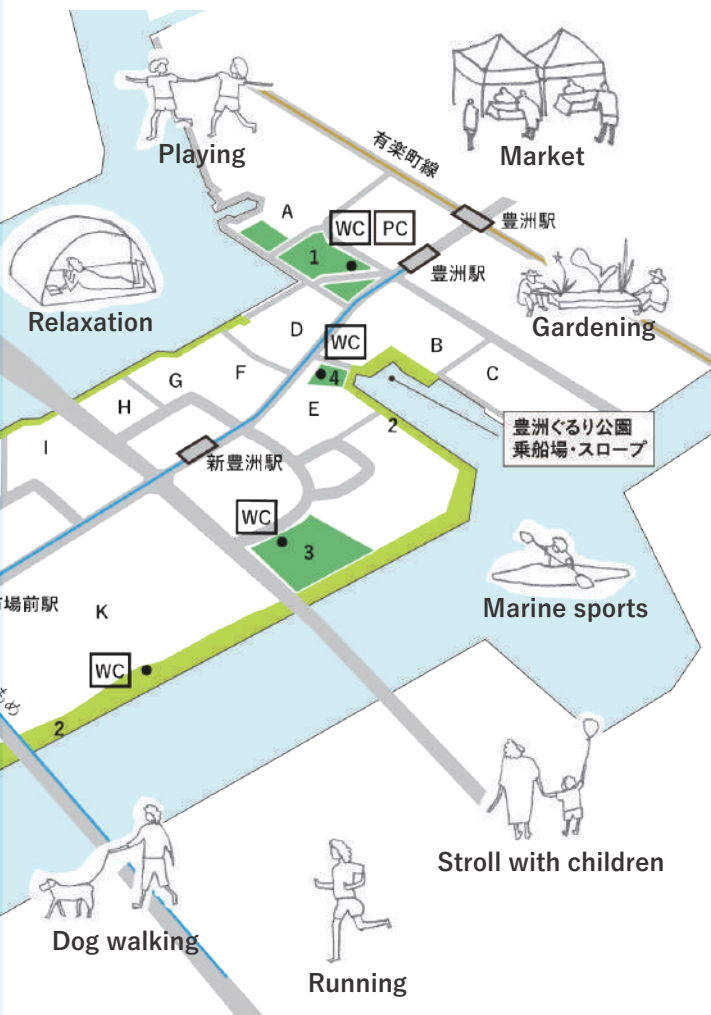 Playing
Market
有楽町線
A
WC
PC
豊洲駅
1
豊洲駅
Relaxation
Gardening
D
WC
B
F
C
G
4
H
E
2
豊洲ぐるり公園
乗船場・スロープ
I
新豊洲駅
WC
3
Marine sports
場前駅
K
WC
め
2
Stroll with children
Dog walking
Running